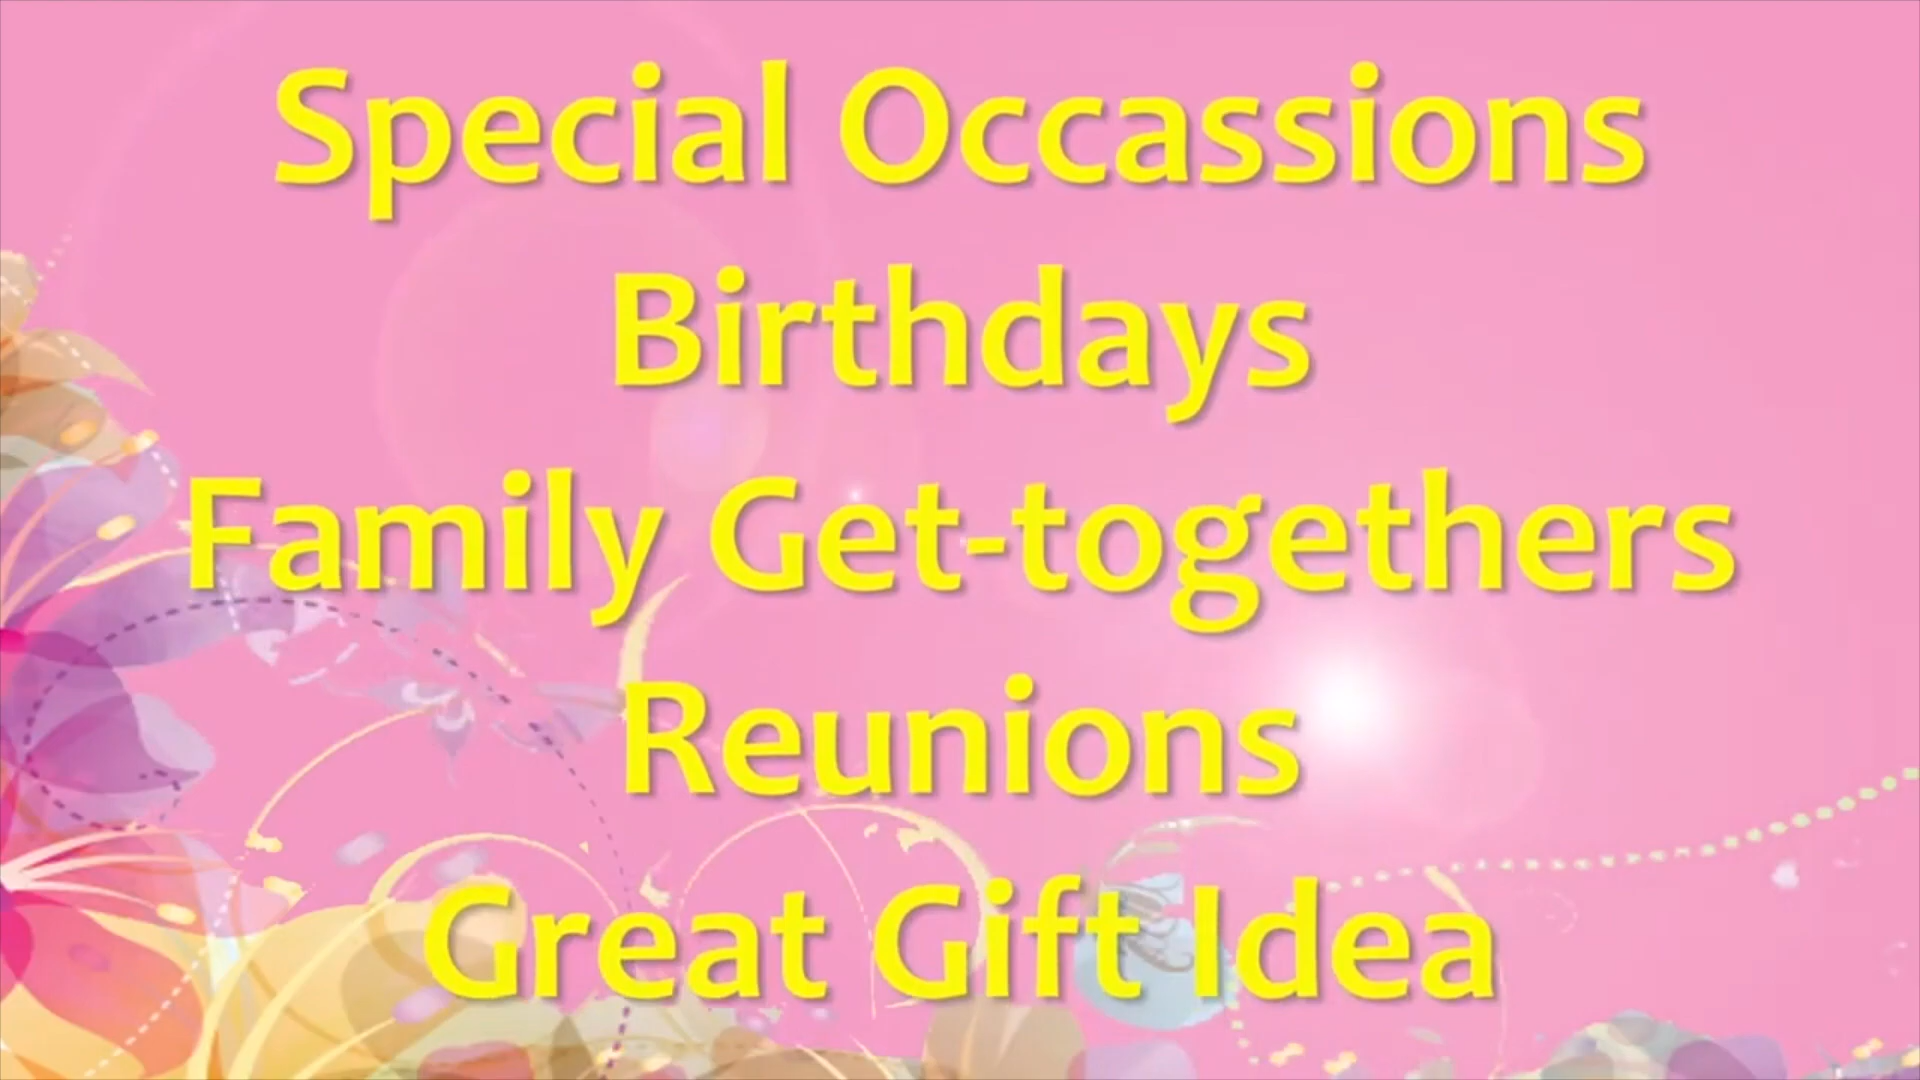 Special Occassions
Birthdays
Family Get-togethers
Reunions
Great Gift Idea